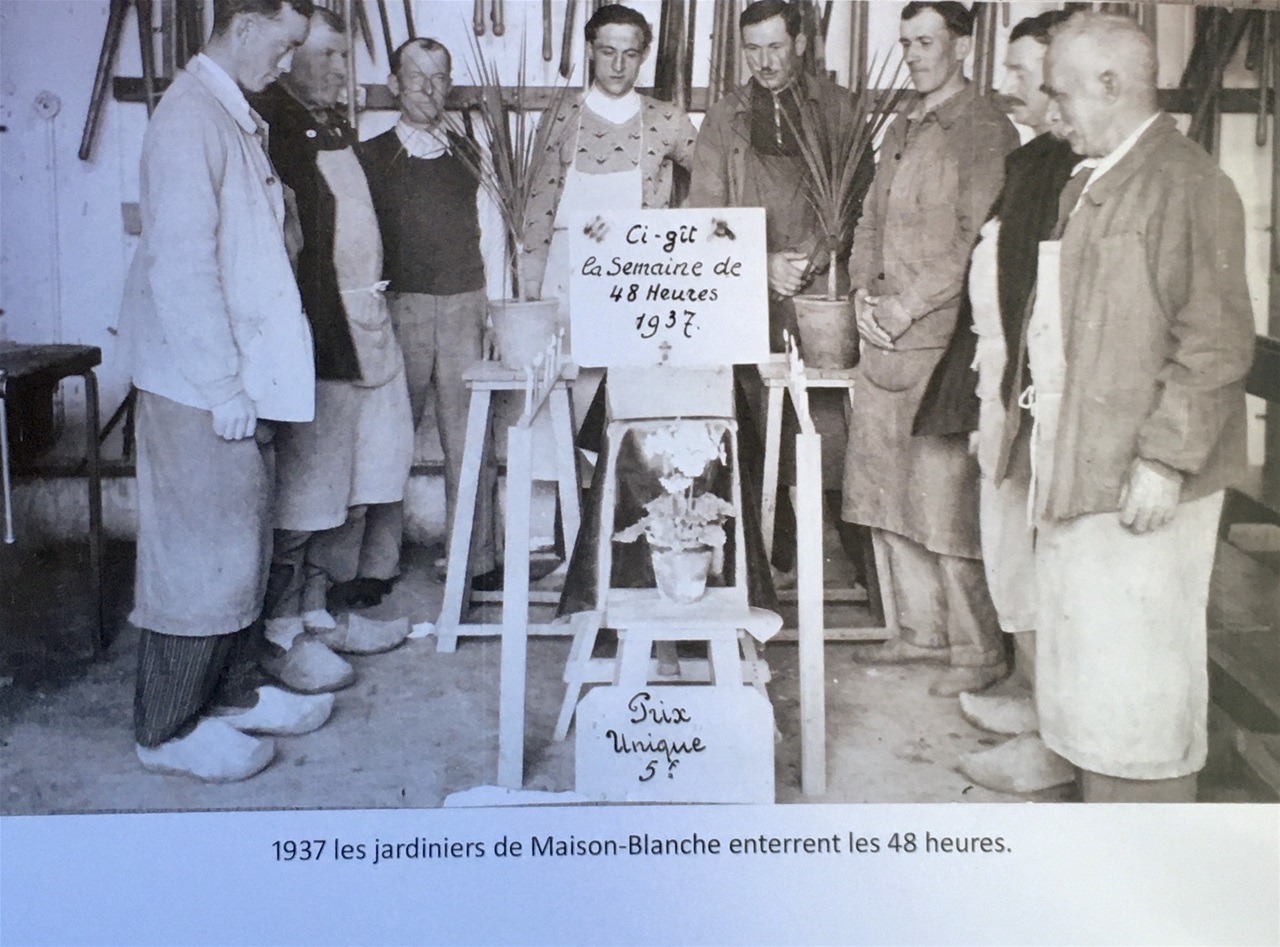 Ci-gît
la Semaine de
48 Heures
1937.
Prix
Unique
5f
1937 les jardiniers de Maison-Blanche enterrent les 48 heures.